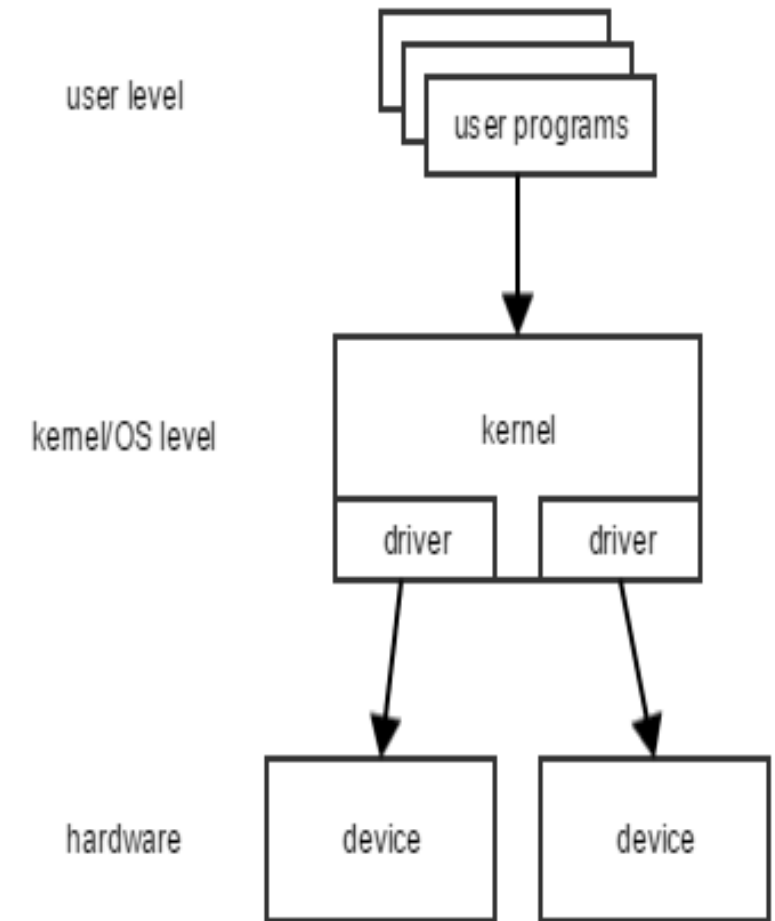 user level
user programs
kernel/OS level
kernel
driver
driver
hardware
device
device